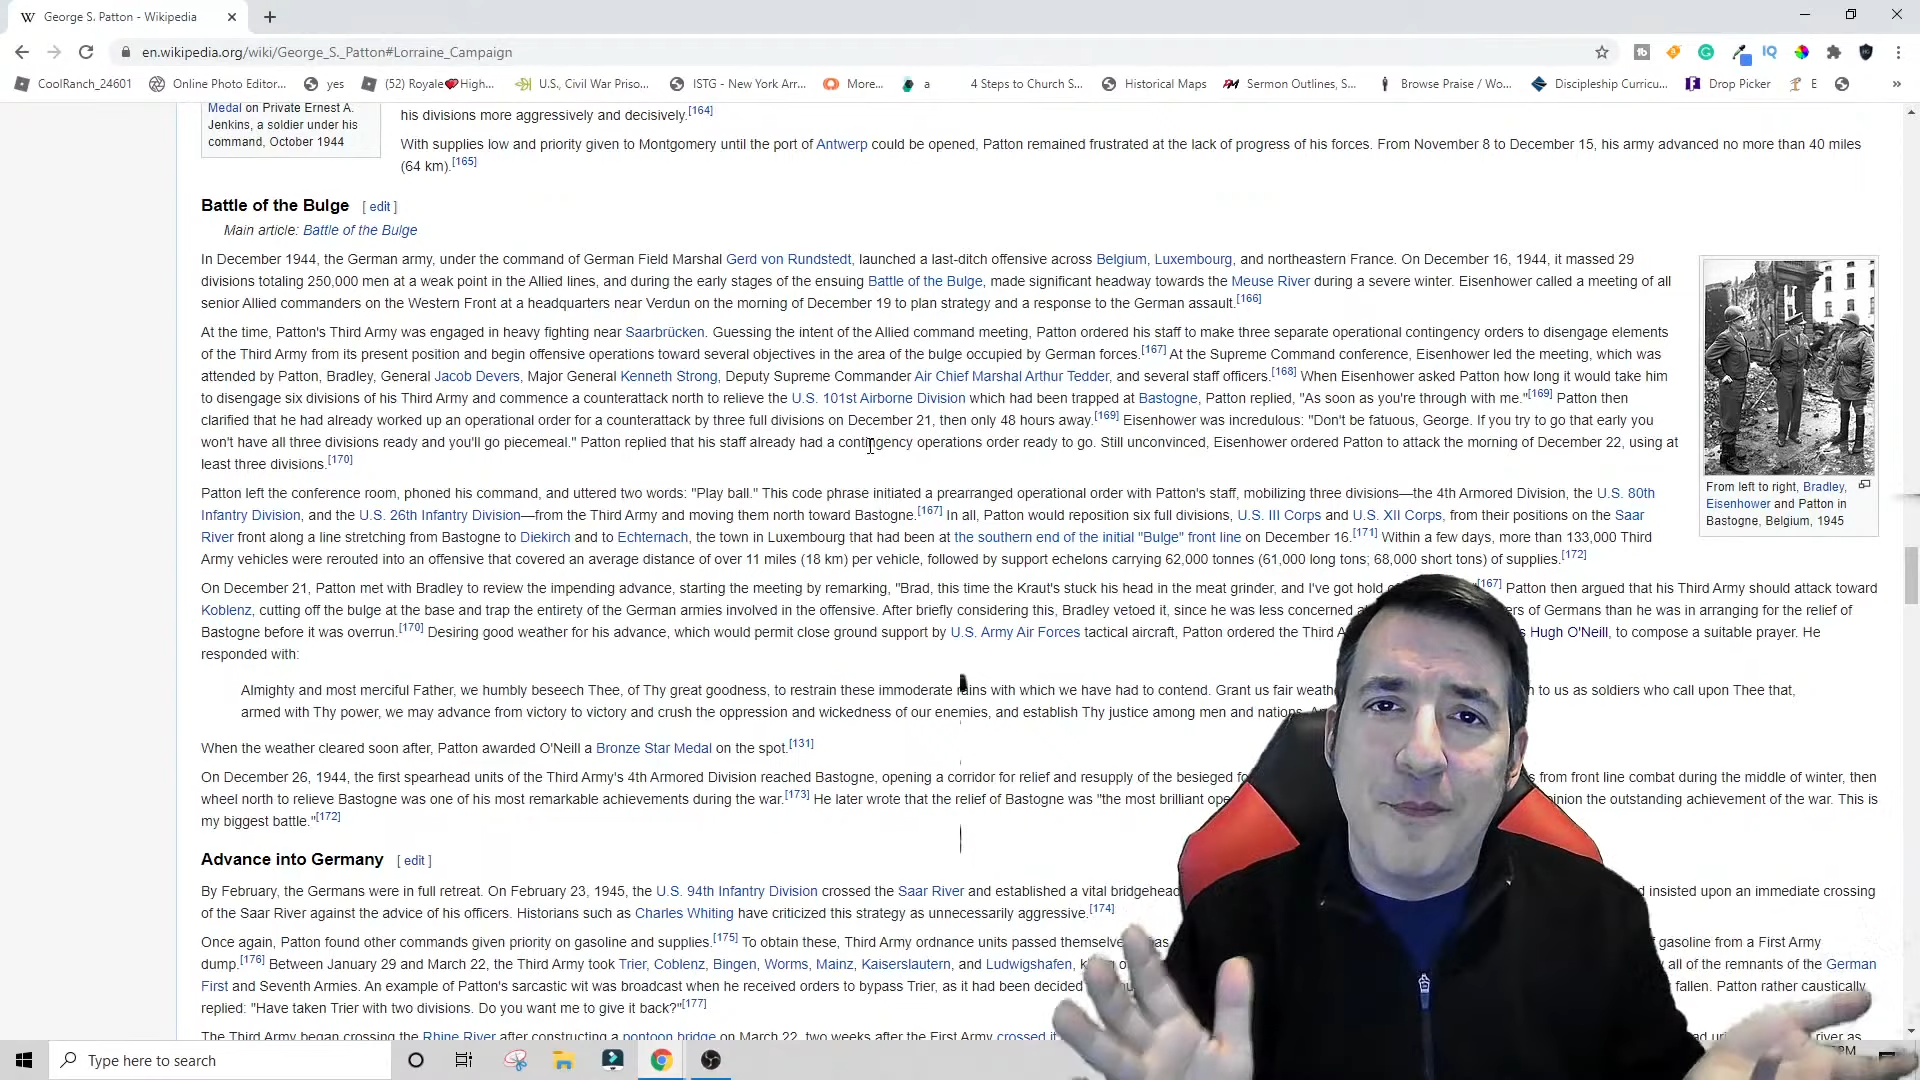 George S. Patton - Wikipedia
en.wikipedia.org/wiki/George_S._Patton#Lorraine_Campaign
CoolRanch_24601 Online Photo Editor... yes (52) Royale❤High... U.S., Civil War Priso... ISTG - New York Arr... More... a 4 Steps to Church S... Historical Maps Sermon Outlines, S... Browse Praise / Wo... Discipleship Curricu... Drop Picker E »
Medal on Private Ernest A.
Jenkins, a soldier under his
command, October 1944
his divisions more aggressively and decisively.[164]
With supplies low and priority given to Montgomery until the port of Antwerp could be opened, Patton remained frustrated at the lack of progress of his forces. From November 8 to December 15, his army advanced no more than 40 miles
(64 km).[165]
Battle of the Bulge [ edit ]
Main article: Battle of the Bulge
In December 1944, the German army, under the command of German Field Marshal Gerd von Rundstedt, launched a last-ditch offensive across Belgium, Luxembourg, and northeastern France. On December 16, 1944, it massed 29
divisions totaling 250,000 men at a weak point in the Allied lines, and during the early stages of the ensuing Battle of the Bulge, made significant headway towards the Meuse River during a severe winter. Eisenhower called a meeting of all
senior Allied commanders on the Western Front at a headquarters near Verdun on the morning of December 19 to plan strategy and a response to the German assault.[166]
At the time, Patton's Third Army was engaged in heavy fighting near Saarbrücken. Guessing the intent of the Allied command meeting, Patton ordered his staff to make three separate operational contingency orders to disengage elements
of the Third Army from its present position and begin offensive operations toward several objectives in the area of the bulge occupied by German forces.[167] At the Supreme Command conference, Eisenhower led the meeting, which was
attended by Patton, Bradley, General Jacob Devers, Major General Kenneth Strong, Deputy Supreme Commander Air Chief Marshal Arthur Tedder, and several staff officers.[168] When Eisenhower asked Patton how long it would take him
to disengage six divisions of his Third Army and commence a counterattack north to relieve the U.S. 101st Airborne Division which had been trapped at Bastogne, Patton replied, "As soon as you're through with me."[169] Patton then
clarified that he had already worked up an operational order for a counterattack by three full divisions on December 21, then only 48 hours away.[169] Eisenhower was incredulous: "Don't be fatuous, George. If you try to go that early you
won't have all three divisions ready and you'll go piecemeal." Patton replied that his staff already had a contingency operations order ready to go. Still unconvinced, Eisenhower ordered Patton to attack the morning of December 22, using at
least three divisions.[170]
From left to right, Bradley,
Eisenhower and Patton in
Bastogne, Belgium, 1945
Patton left the conference room, phoned his command, and uttered two words: "Play ball." This code phrase initiated a prearranged operational order with Patton's staff, mobilizing three divisions—the 4th Armored Division, the U.S. 80th
Infantry Division, and the U.S. 26th Infantry Division—from the Third Army and moving them north toward Bastogne.[167] In all, Patton would reposition six full divisions, U.S. III Corps and U.S. XII Corps, from their positions on the Saar
River front along a line stretching from Bastogne to Diekirch and to Echternach, the town in Luxembourg that had been at the southern end of the initial "Bulge" front line on December 16.[171] Within a few days, more than 133,000 Third
Army vehicles were rerouted into an offensive that covered an average distance of over 11 miles (18 km) per vehicle, followed by support echelons carrying 62,000 tonnes (61,000 long tons; 68,000 short tons) of supplies.[172]
On December 21, Patton met with Bradley to review the impending advance, starting the meeting by remarking, "Brad, this time the Kraut's stuck his head in the meat grinder, and I've got hold [167] Patton then argued that his Third Army should attack toward
Koblenz, cutting off the bulge at the base and trap the entirety of the German armies involved in the offensive. After briefly considering this, Bradley vetoed it, since he was less concerned of Germans than he was in arranging for the relief of
Bastogne before it was overrun.[170] Desiring good weather for his advance, which would permit close ground support by U.S. Army Air Forces tactical aircraft, Patton ordered the Third Hugh O'Neill, to compose a suitable prayer. He
responded with:
Almighty and most merciful Father, we humbly beseech Thee, of Thy great goodness, to restrain these immoderate rains with which we have had to contend. Grant us fair to us as soldiers who call upon Thee that,
armed with Thy power, we may advance from victory to victory and crush the oppression and wickedness of our enemies, and establish Thy justice among men and nations.
When the weather cleared soon after, Patton awarded O'Neill a Bronze Star Medal on the spot.[131]
On December 26, 1944, the first spearhead units of the Third Army's 4th Armored Division reached Bastogne, opening a corridor for relief and resupply of the besieged from front line combat during the middle of winter, then
wheel north to relieve Bastogne was one of his most remarkable achievements during the war.[173] He later wrote that the relief of Bastogne was "the most brilliant the outstanding achievement of the war. This is
my biggest battle."[172]
Advance into Germany [ edit ]
By February, the Germans were in full retreat. On February 23, 1945, the U.S. 94th Infantry Division crossed the Saar River and established a vital bridgehead insisted upon an immediate crossing
of the Saar River against the advice of his officers. Historians such as Charles Whiting have criticized this strategy as unnecessarily aggressive.[174]
Once again, Patton found other commands given priority on gasoline and supplies.[175] To obtain these, Third Army ordnance units passed gasoline from a First Army
dump.[176] Between January 29 and March 22, the Third Army took Trier, Coblenz, Bingen, Worms, Mainz, Kaiserslautern, and Ludwigshafen, all of the remnants of the German
First and Seventh Armies. An example of Patton's sarcastic wit was broadcast when he received orders to bypass Trier, as it had been decided fallen. Patton rather caustically
replied: "Have taken Trier with two divisions. Do you want me to give it back?"[177]
The Third Army began crossing the Rhine River after constructing a pontoon bridge on March 22, two weeks after the First Army crossed river as
Type here to search